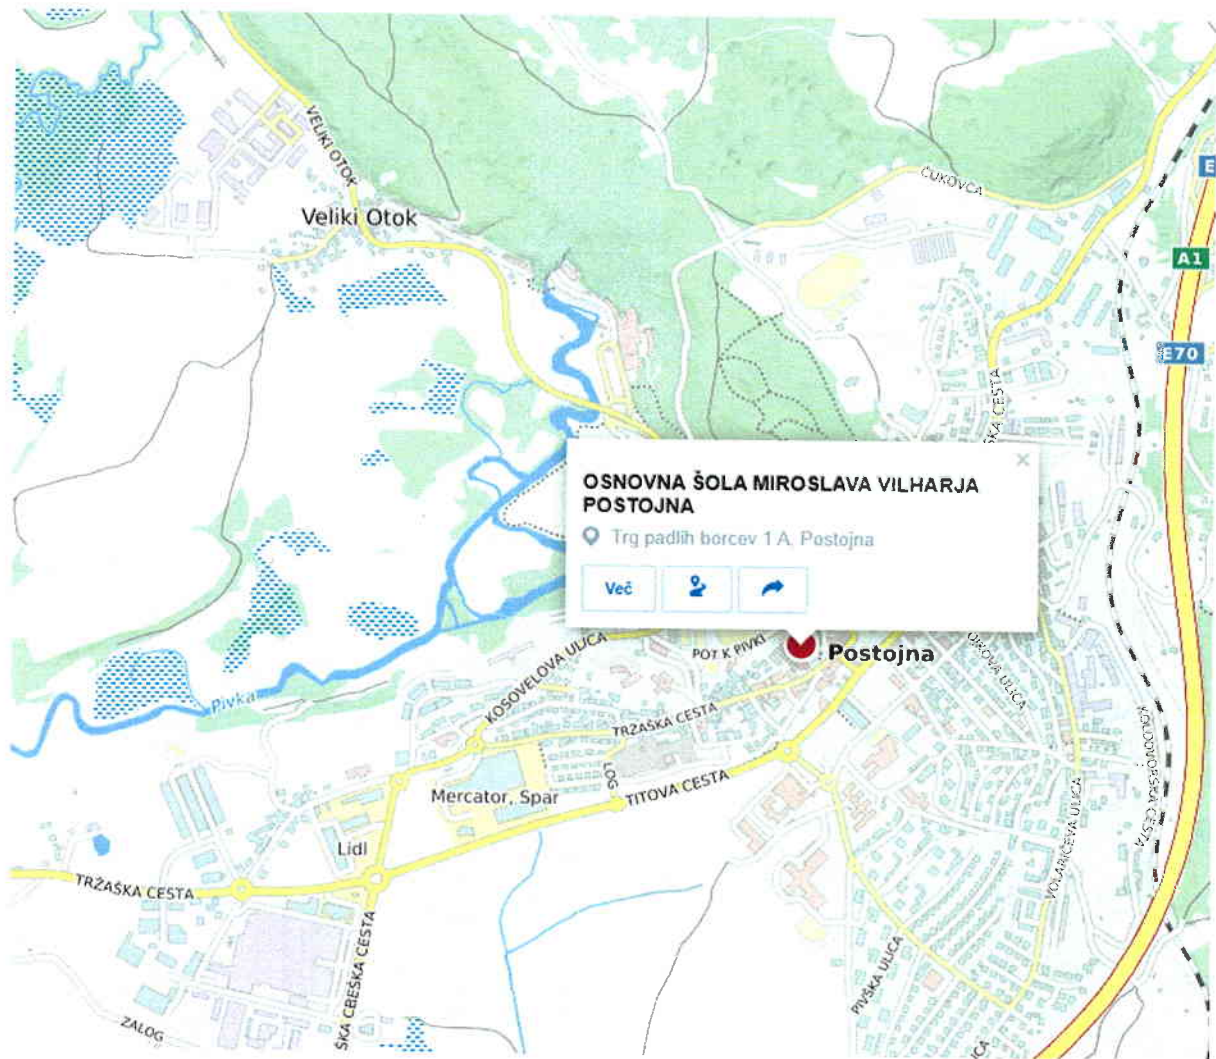 VELIKI OTOK
Veliki Otok
ČUKOVCA
A1
E70
ŠKA CESTA
OSNOVNA ŠOLA MIROSLAVA VILHARJA
POSTOJNA
Trg padlih borcev 1 A, Postojna
Več
POT K PIVKI
Postojna
KOSOVELOVA ULICA
Pivka
TRŽAŠKA CESTA
LOG
TITOVA CESTA
Mercator, Spar
Lidl
TRŽAŠKA CESTA
KOLODVORSKA CESTA
VOLARIČEVA ULICA
PIVŠKA ULICA
ZALOG